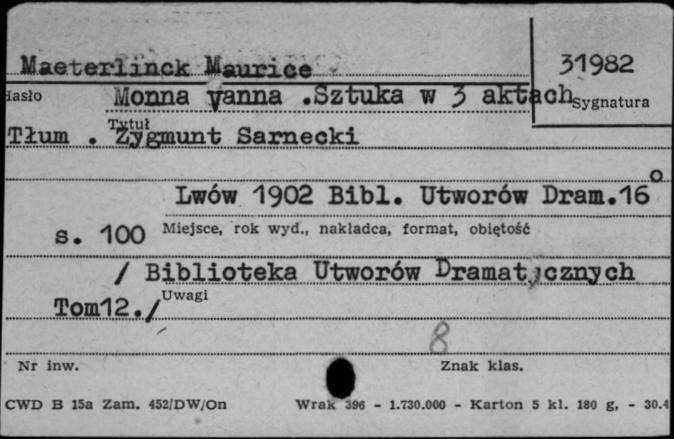 Maeterlinck Maurice
31982
Hasło
Monna vanna .Sztuka w 3 aktach
Sygnatura
Tytuł
Tłum . Zygmunt Sarnecki
Lwów 1902 Bibl. Utworów Dram.16°
s. 100 Miejsce, rok wyd., nakładca, format, obiętość
/ Biblioteka Utworów Dramatycznych
Uwagi
Tom12./
8
Nr inw. Znak klas.
CWD B 15a Zam. 452/DW/On Wrak 396 - 1.730.000 - Karton 5 kl. 180 g, - 30.4